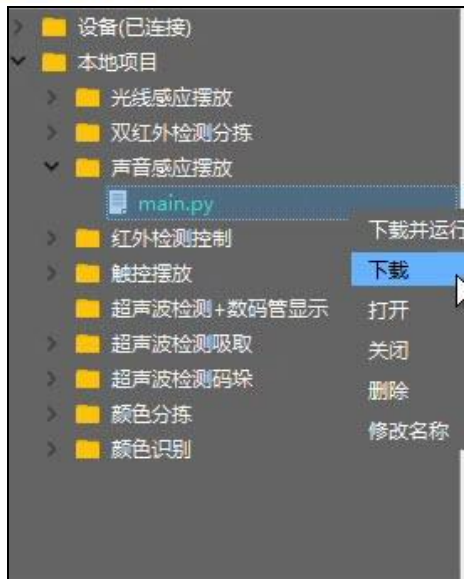 设备(已连接)
本地项目
光线感应摆放
双红外检测分拣
声音感应摆放
main.py
红外检测控制
下载并运行
触控摆放
下载
超声波检测+数码管显示
打开
超声波检测吸取
关闭
超声波检测码垛
删除
颜色分拣
修改名称
颜色识别